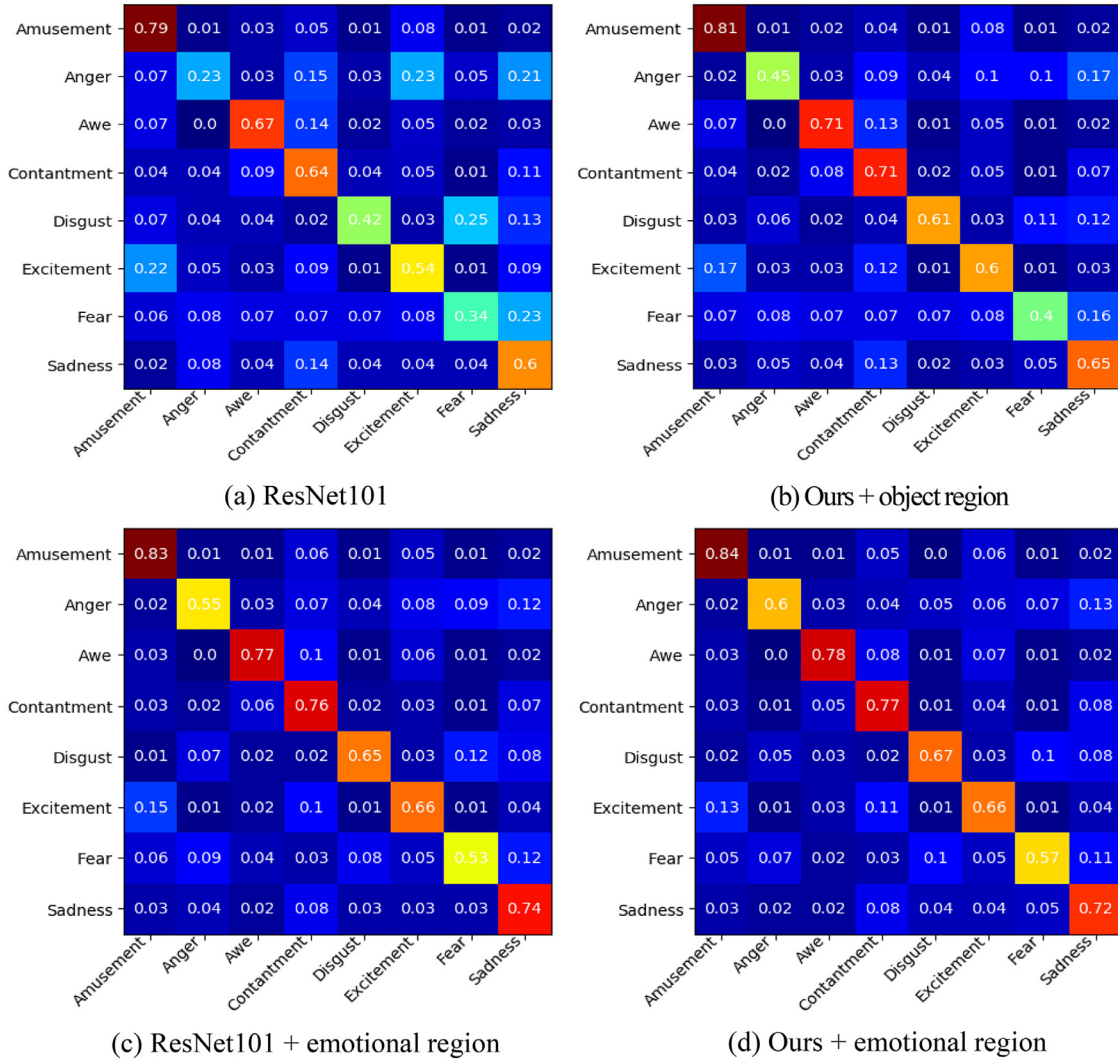 Amusement 0.79 0.01 0.03 0.05 0.01 0.08 0.01 0.02
Anger 0.07 0.23 0.03 0.15 0.03 0.23 0.05 0.21
Awe 0.07 0.0 0.67 0.14 0.02 0.05 0.02 0.03
Contantment 0.04 0.04 0.09 0.64 0.04 0.05 0.01 0.11
Disgust 0.07 0.04 0.04 0.02 0.42 0.03 0.25 0.13
Excitement 0.22 0.05 0.03 0.09 0.01 0.54 0.01 0.09
Fear 0.06 0.08 0.07 0.07 0.07 0.08 0.34 0.23
Sadness 0.02 0.08 0.04 0.14 0.04 0.04 0.04 0.6
Amusement Anger Awe Contantment Disgust Excitement Fear Sadness
(a) ResNet101
Amusement 0.81 0.01 0.02 0.04 0.01 0.08 0.01 0.02
Anger 0.02 0.45 0.03 0.09 0.04 0.1 0.1 0.17
Awe 0.07 0.0 0.71 0.13 0.01 0.05 0.01 0.02
Contantment 0.04 0.02 0.08 0.71 0.02 0.05 0.01 0.07
Disgust 0.03 0.06 0.02 0.04 0.61 0.03 0.11 0.12
Excitement 0.17 0.03 0.03 0.12 0.01 0.6 0.01 0.03
Fear 0.07 0.08 0.07 0.07 0.07 0.08 0.4 0.16
Sadness 0.03 0.05 0.04 0.13 0.02 0.03 0.05 0.65
Amusement Anger Awe Contantment Disgust Excitement Fear Sadness
(b) Ours + object region
Amusement 0.83 0.01 0.01 0.06 0.01 0.05 0.01 0.02
Anger 0.02 0.55 0.03 0.07 0.04 0.08 0.09 0.12
Awe 0.03 0.0 0.77 0.1 0.01 0.06 0.01 0.02
Contantment 0.03 0.02 0.06 0.76 0.02 0.03 0.01 0.07
Disgust 0.01 0.07 0.02 0.02 0.65 0.03 0.12 0.08
Excitement 0.15 0.01 0.02 0.1 0.01 0.66 0.01 0.04
Fear 0.06 0.09 0.04 0.03 0.08 0.05 0.53 0.12
Sadness 0.03 0.04 0.02 0.08 0.03 0.03 0.03 0.74
Amusement Anger Awe Contantment Disgust Excitement Fear Sadness
(c) ResNet101 + emotional region
Amusement 0.84 0.01 0.01 0.05 0.0 0.06 0.01 0.02
Anger 0.02 0.6 0.03 0.04 0.05 0.06 0.07 0.13
Awe 0.03 0.0 0.78 0.08 0.01 0.07 0.01 0.02
Contantment 0.03 0.01 0.05 0.77 0.01 0.04 0.01 0.08
Disgust 0.02 0.05 0.03 0.02 0.67 0.03 0.1 0.08
Excitement 0.13 0.01 0.03 0.11 0.01 0.66 0.01 0.04
Fear 0.05 0.07 0.02 0.03 0.1 0.05 0.57 0.11
Sadness 0.03 0.02 0.02 0.08 0.04 0.04 0.05 0.72
Amusement Anger Awe Contantment Disgust Excitement Fear Sadness
(d) Ours + emotional region